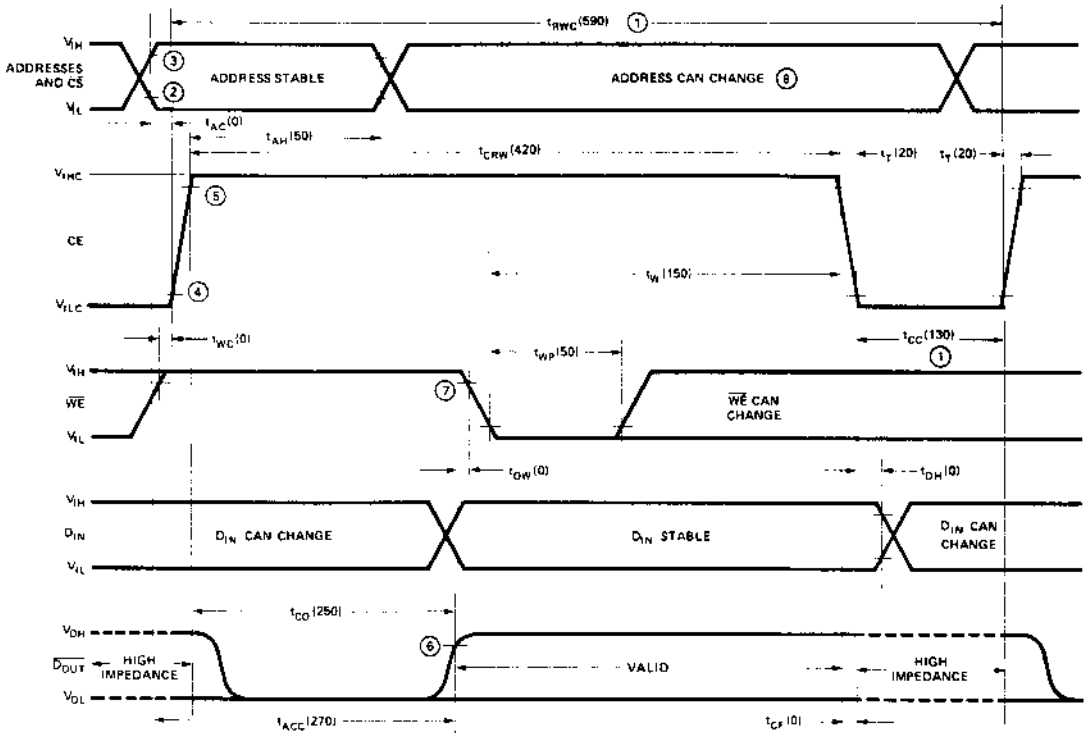 tRWC(590) ①
VIH
ADDRESSES
AND CS
VIL
③
②
ADDRESS STABLE
ADDRESS CAN CHANGE ⑧
tAC(0)
tAH(50)
tCRW(420)
tT(20)
tT(20)
VIHC
CE
VILC
⑤
④
tW(150)
tWC(0)
tWP(50)
tCC(130)
①
VIH
WE
VIL
⑦
WE CAN
CHANGE
tDW(0)
tDH(0)
VIH
DIN
VIL
DIN CAN CHANGE
DIN STABLE
DIN CAN
CHANGE
tCO(250)
VOH
DOUT
VOL
HIGH
IMPEDANCE
⑥
VALID
HIGH
IMPEDANCE
tACC(270)
tCF(0)